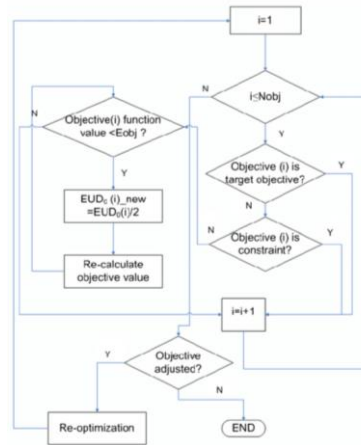 i=1
N
i≤Nobj
Y
N
Objective(i) function
value <Eobj ?
Y
EUD₀ (i)_new
=EUD₀(i)/2
Re-calculate
objective value
Objective (i) is
target objective?
Y
N
Objective (i) is
constraint?
N
Y
i=i+1
Objective
adjusted?
Y
N
Re-optimization
END